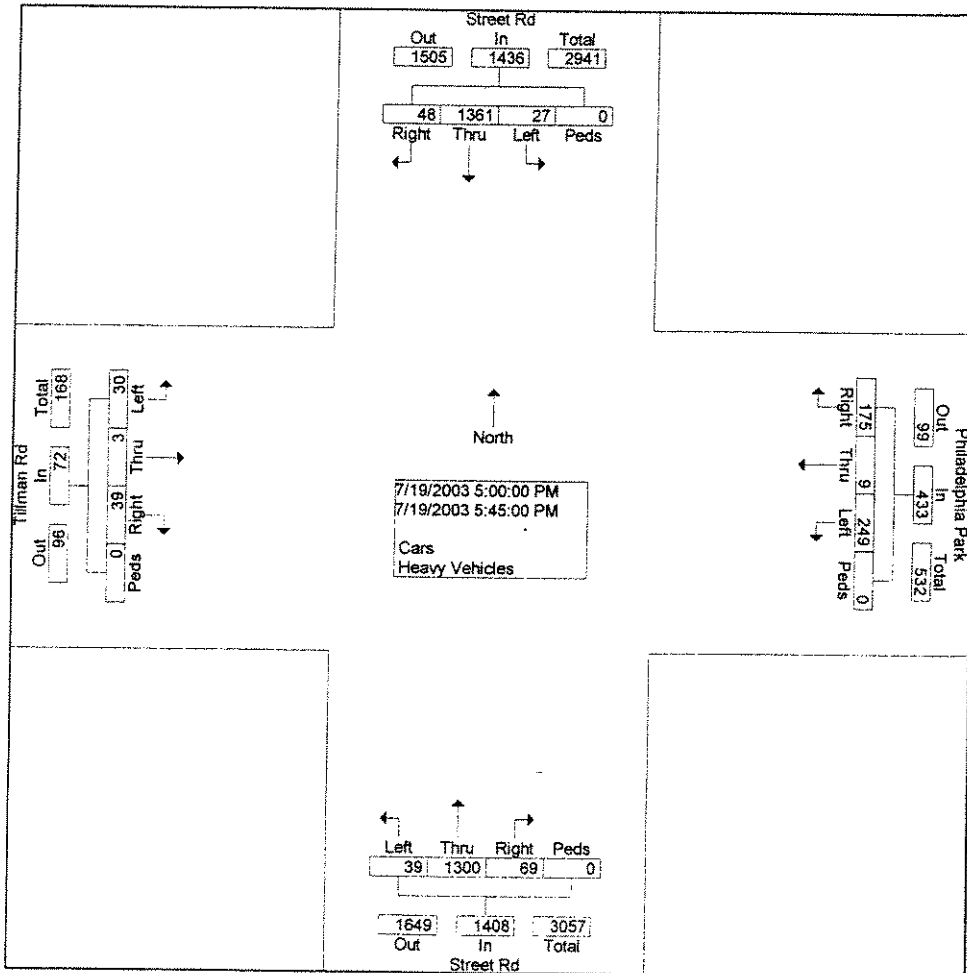 Street Rd
Out In Total
1505 1436 2941
48 1361 27 0
Right Thru Left Peds
Tillman Rd
Out In Total
96 72 168
30 3 39 0
Left Thru Right Peds
North
7/19/2003 5:00:00 PM
7/19/2003 5:45:00 PM
Cars
Heavy Vehicles
Philadelphia Park
Out In Total
99 433 532
175 9 249 0
Right Thru Left Peds
Left Thru Right Peds
39 1300 69 0
1649 1408 3057
Out In Total
Street Rd